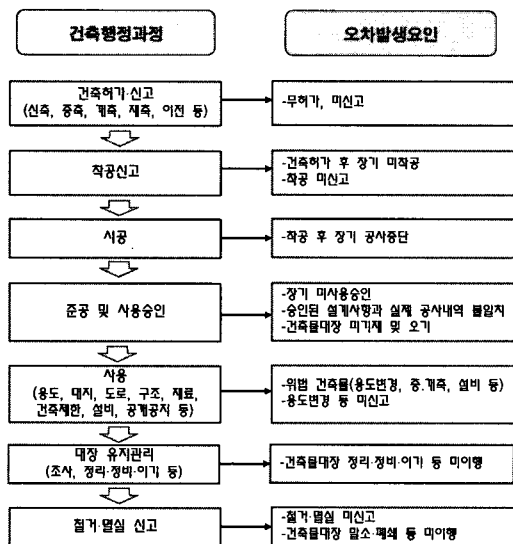 건축행정과정
오차발생요인
건축허가·신고
(신축, 증축, 개축, 재축, 이전 등)
-무허가, 미신고
착공신고
-건축허가 후 장기 미착공
-착공 미신고
시공
-착공 후 장기 공사중단
준공 및 사용승인
-장기 미사용승인
-승인된 설계사항과 실제 공사내역 불일치
-건축물대장 미기재 및 오기
사용
(용도, 대지, 도로, 구조, 재료,
건축제한, 설비, 공개공지 등)
-위법 건축물(용도변경, 증.개축, 설비 등)
-용도변경 등 미신고
대장 유지관리
(조사, 정리·정비·이기 등)
-건축물대장 정리·정비·이기 등 미이행
철거·멸실 신고
-철거·멸실 미신고
-건축물대장 말소·폐쇄 등 미이행